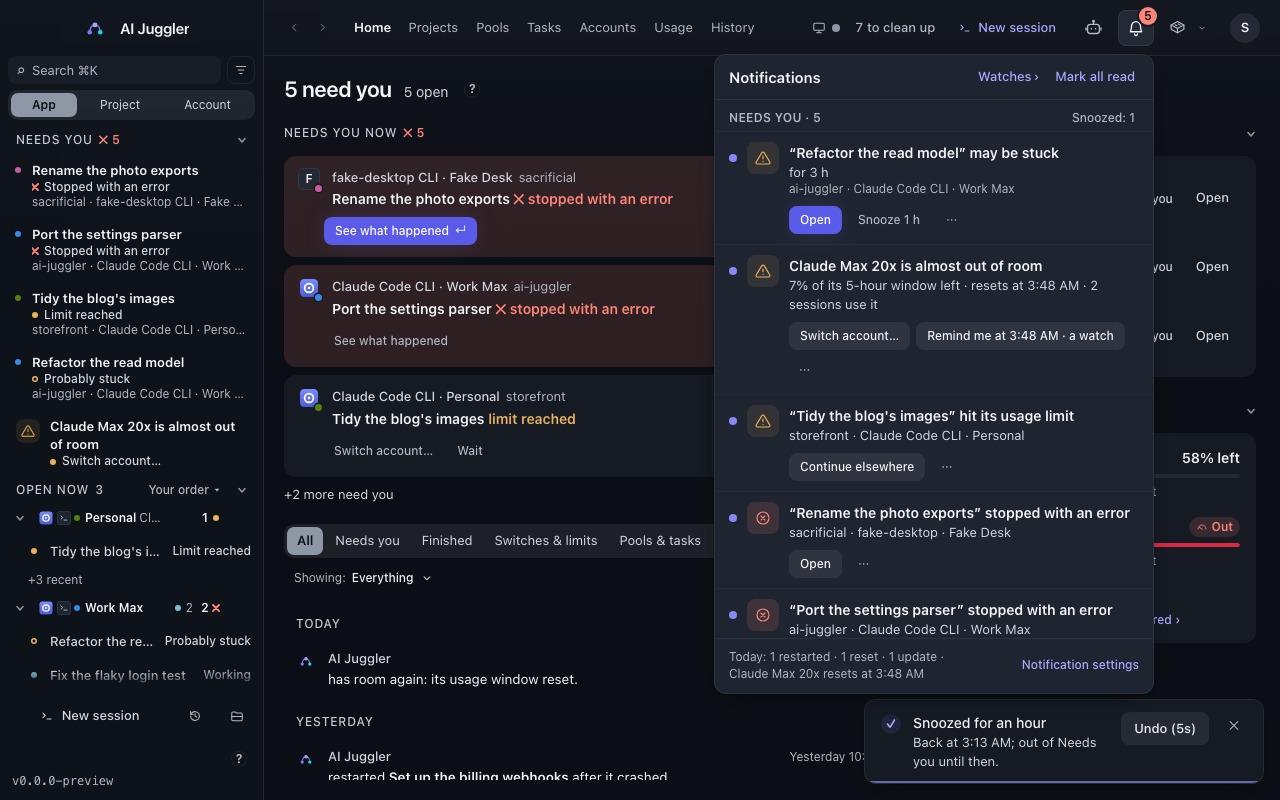 AI Juggler
Search ⌘K
App Project Account
NEEDS YOU 5
Rename the photo exports
Stopped with an error
sacrificial · fake-desktop CLI · Fake ...
Port the settings parser
Stopped with an error
ai-juggler · Claude Code CLI · Work ...
Tidy the blog's images
Limit reached
storefront · Claude Code CLI · Perso...
Refactor the read model
Probably stuck
ai-juggler · Claude Code CLI · Work ...
Claude Max 20x is almost out
of room
Switch account...
OPEN NOW 3 Your order
Personal Cl... 1
Tidy the blog's i... Limit reached
+3 recent
Work Max 2 2
Refactor the re... Probably stuck
Fix the flaky login test Working
New session
?
v0.0.0-preview
Home Projects Pools Tasks Accounts Usage History
7 to clean up
New session
5
S
5 need you 5 open ?
NEEDS YOU NOW 5
F
fake-desktop CLI · Fake Desk sacrificial
Rename the photo exports stopped with an error
See what happened
Claude Code CLI · Work Max ai-juggler
Port the settings parser stopped with an error
See what happened
Claude Code CLI · Personal storefront
Tidy the blog's images limit reached
Switch account... Wait
+2 more need you
All Needs you Finished Switches & limits Pools & tasks
Showing: Everything
TODAY
AI Juggler
has room again: its usage window reset.
YESTERDAY
AI Juggler
Yesterday 10:
restarted Set up the billing webhooks after it crashed
Notifications Watches › Mark all read
NEEDS YOU · 5 Snoozed: 1
“Refactor the read model” may be stuck
for 3 h
ai-juggler · Claude Code CLI · Work Max
Open Snooze 1 h ...
Claude Max 20x is almost out of room
7% of its 5-hour window left · resets at 3:48 AM · 2
sessions use it
Switch account... Remind me at 3:48 AM · a watch
...
“Tidy the blog's images” hit its usage limit
storefront · Claude Code CLI · Personal
Continue elsewhere ...
“Rename the photo exports” stopped with an error
sacrificial · fake-desktop · Fake Desk
Open ...
“Port the settings parser” stopped with an error
ai-juggler · Claude Code CLI · Work Max
Today: 1 restarted · 1 reset · 1 update ·
Claude Max 20x resets at 3:48 AM
Notification settings
you Open
you Open
you Open
58% left
t
Out
t
red ›
Snoozed for an hour
Back at 3:13 AM; out of Needs
you until then.
Undo (5s)